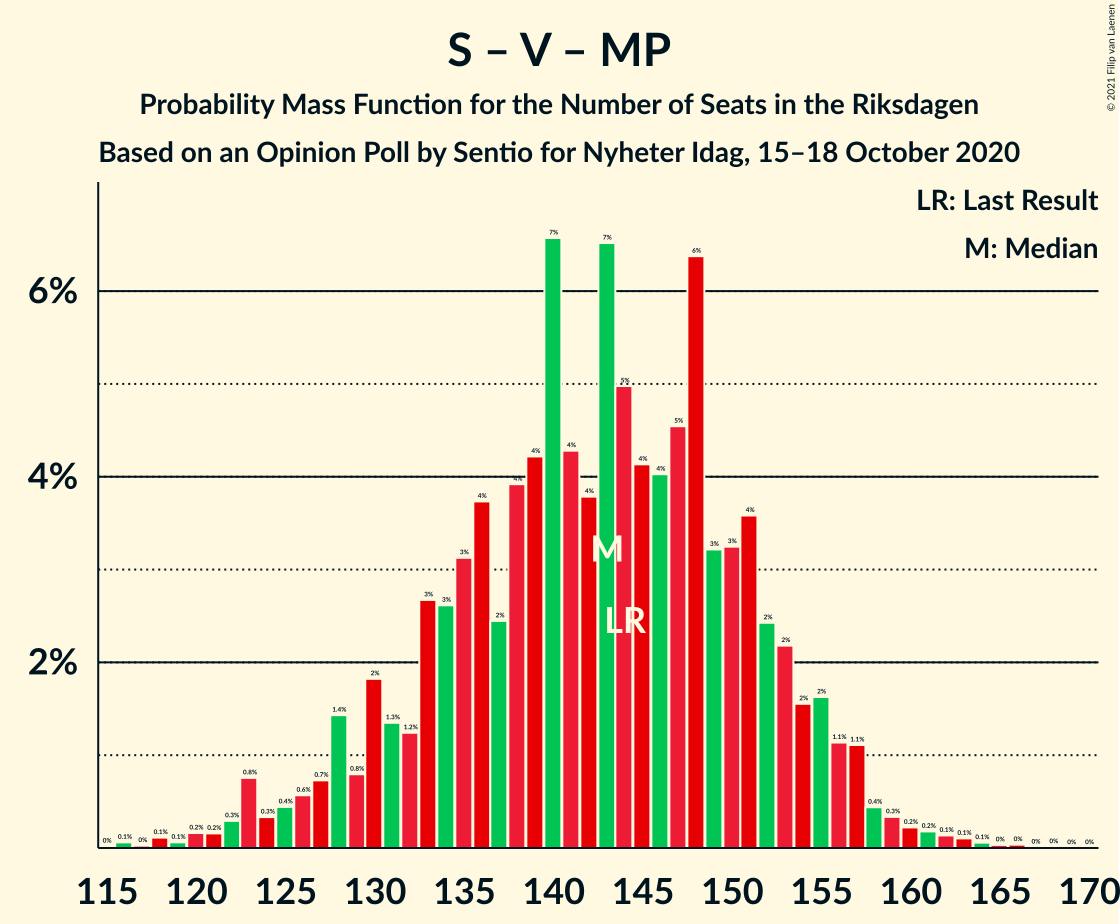 S – V – MP
Probability Mass Function for the Number of Seats in the Riksdagen
Based on an Opinion Poll by Sentio for Nyheter Idag, 15–18 October 2020
© 2021 Filip van Laenen
LR: Last Result
M: Median
6%
4%
2%
0% 0.1% 0% 0.1% 0.1% 0.2% 0.2% 0.3% 0.8% 0.3% 0.4% 0.6% 0.7% 1.4% 0.8% 2% 1.3% 1.2% 3% 3% 3% 4% 2% 4% 4% 7% 4% 4% 7% 5% 4% 4% 5% 6% 3% 3% 4% 2% 2% 2% 2% 1.1% 1.1% 0.4% 0.3% 0.2% 0.2% 0.1% 0.1% 0.1% 0% 0% 0% 0% 0% 0%
M
LR
115 120 125 130 135 140 145 150 155 160 165 170